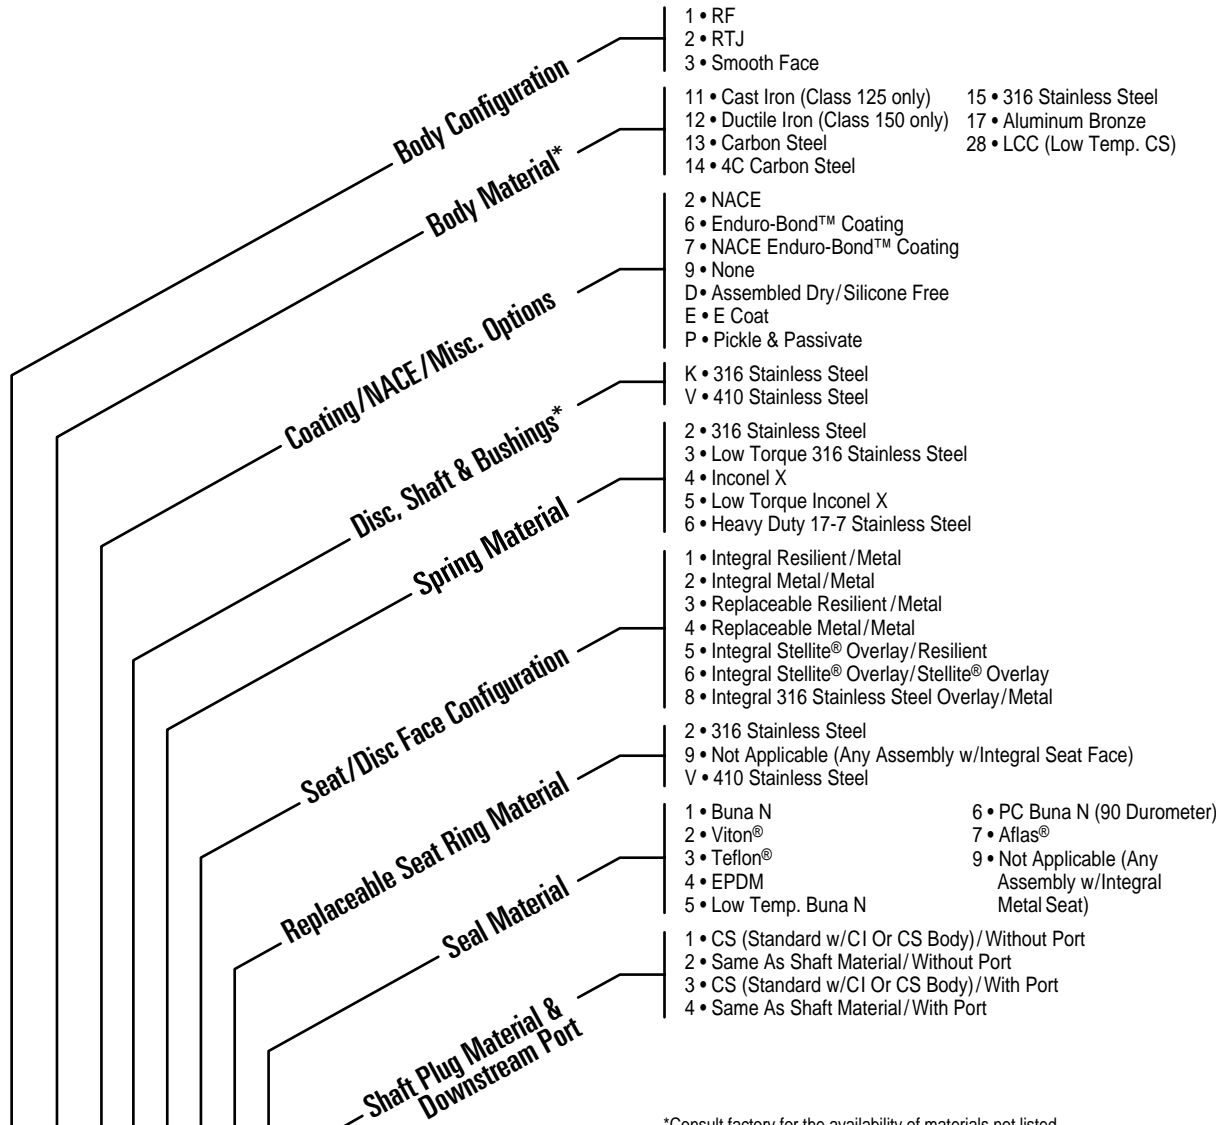 Body Configuration
1 • RF
2 • RTJ
3 • Smooth Face
Body Material*
11 • Cast Iron (Class 125 only)
12 • Ductile Iron (Class 150 only)
13 • Carbon Steel
14 • 4C Carbon Steel
15 • 316 Stainless Steel
17 • Aluminum Bronze
28 • LCC (Low Temp. CS)
Coating/NACE/Misc. Options
2 • NACE
6 • Enduro-Bond™ Coating
7 • NACE Enduro-Bond™ Coating
9 • None
D • Assembled Dry/Silicone Free
E • E Coat
P • Pickle & Passivate
Disc, Shaft & Bushings*
K • 316 Stainless Steel
V • 410 Stainless Steel
Spring Material
2 • 316 Stainless Steel
3 • Low Torque 316 Stainless Steel
4 • Inconel X
5 • Low Torque Inconel X
6 • Heavy Duty 17-7 Stainless Steel
Seat/Disc Face Configuration
1 • Integral Resilient/Metal
2 • Integral Metal/Metal
3 • Replaceable Resilient/Metal
4 • Replaceable Metal/Metal
5 • Integral Stellite® Overlay/Resilient
6 • Integral Stellite® Overlay/Stellite® Overlay
8 • Integral 316 Stainless Steel Overlay/Metal
Replaceable Seat Ring Material
2 • 316 Stainless Steel
9 • Not Applicable (Any Assembly w/Integral Seat Face)
V • 410 Stainless Steel
Seal Material
1 • Buna N
2 • Viton®
3 • Teflon®
4 • EPDM
5 • Low Temp. Buna N
6 • PC Buna N (90 Durometer)
7 • Aflas®
9 • Not Applicable (Any
Assembly w/Integral
Metal Seat)
Shaft Plug Material &
Downstream Port
1 • CS (Standard w/CI Or CS Body)/Without Port
2 • Same As Shaft Material/Without Port
3 • CS (Standard w/CI Or CS Body)/With Port
4 • Same As Shaft Material/With Port
*Consult factory for the availability of materials not listed